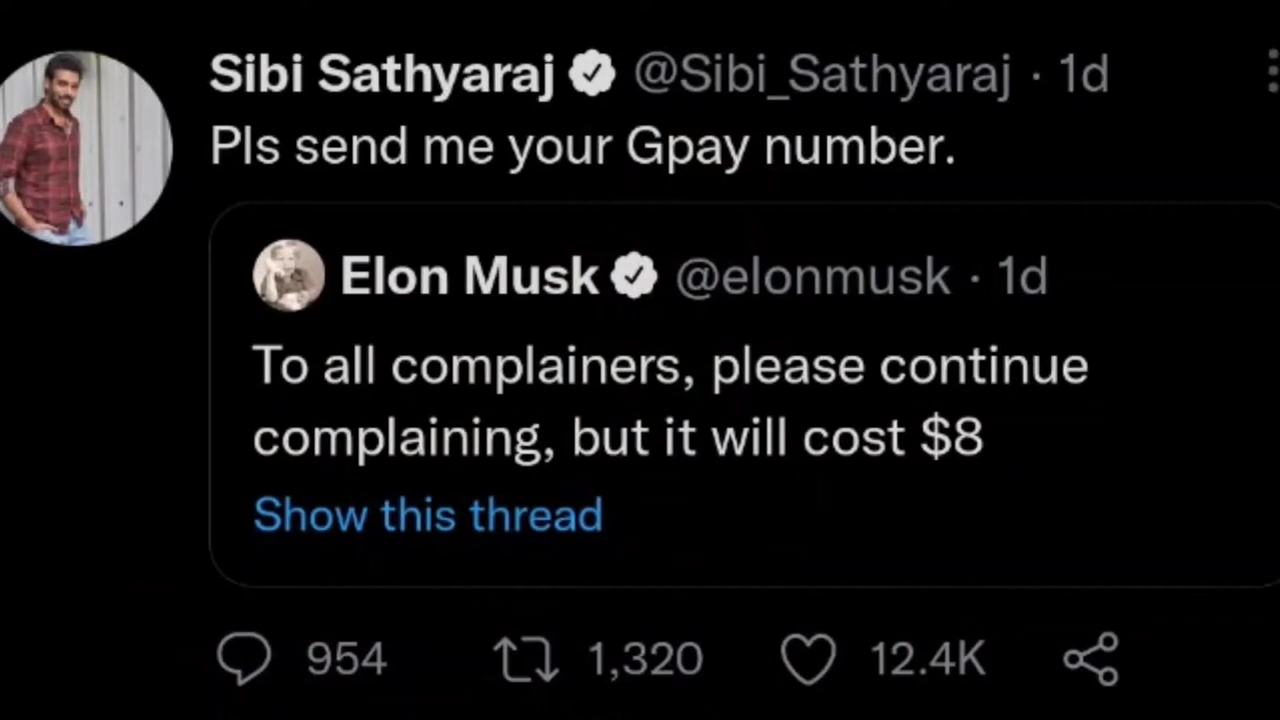 Sibi Sathyaraj @Sibi_Sathyaraj · 1d
Pls send me your Gpay number.
Elon Musk @elonmusk · 1d
To all complainers, please continue
complaining, but it will cost $8
Show this thread
954 1,320 12.4K